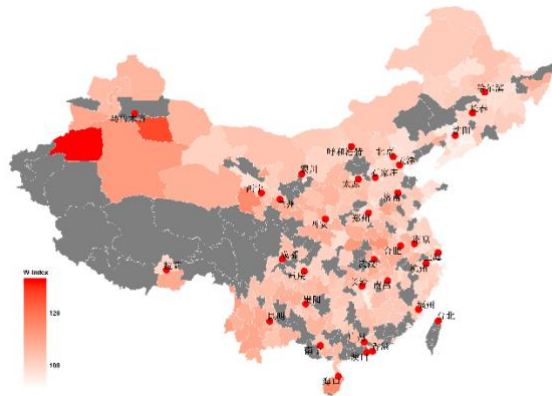 哈尔滨
长春
沈阳
乌鲁木齐
呼和浩特
北京
天津
银川
石家庄
太原
济南
西宁
兰州
西安
郑州
南京
合肥
上海
成都
武汉
杭州
拉萨
重庆
南昌
长沙
贵阳
福州
昆明
台北
广州
南宁
香港
澳门
海口
W Index
120
100